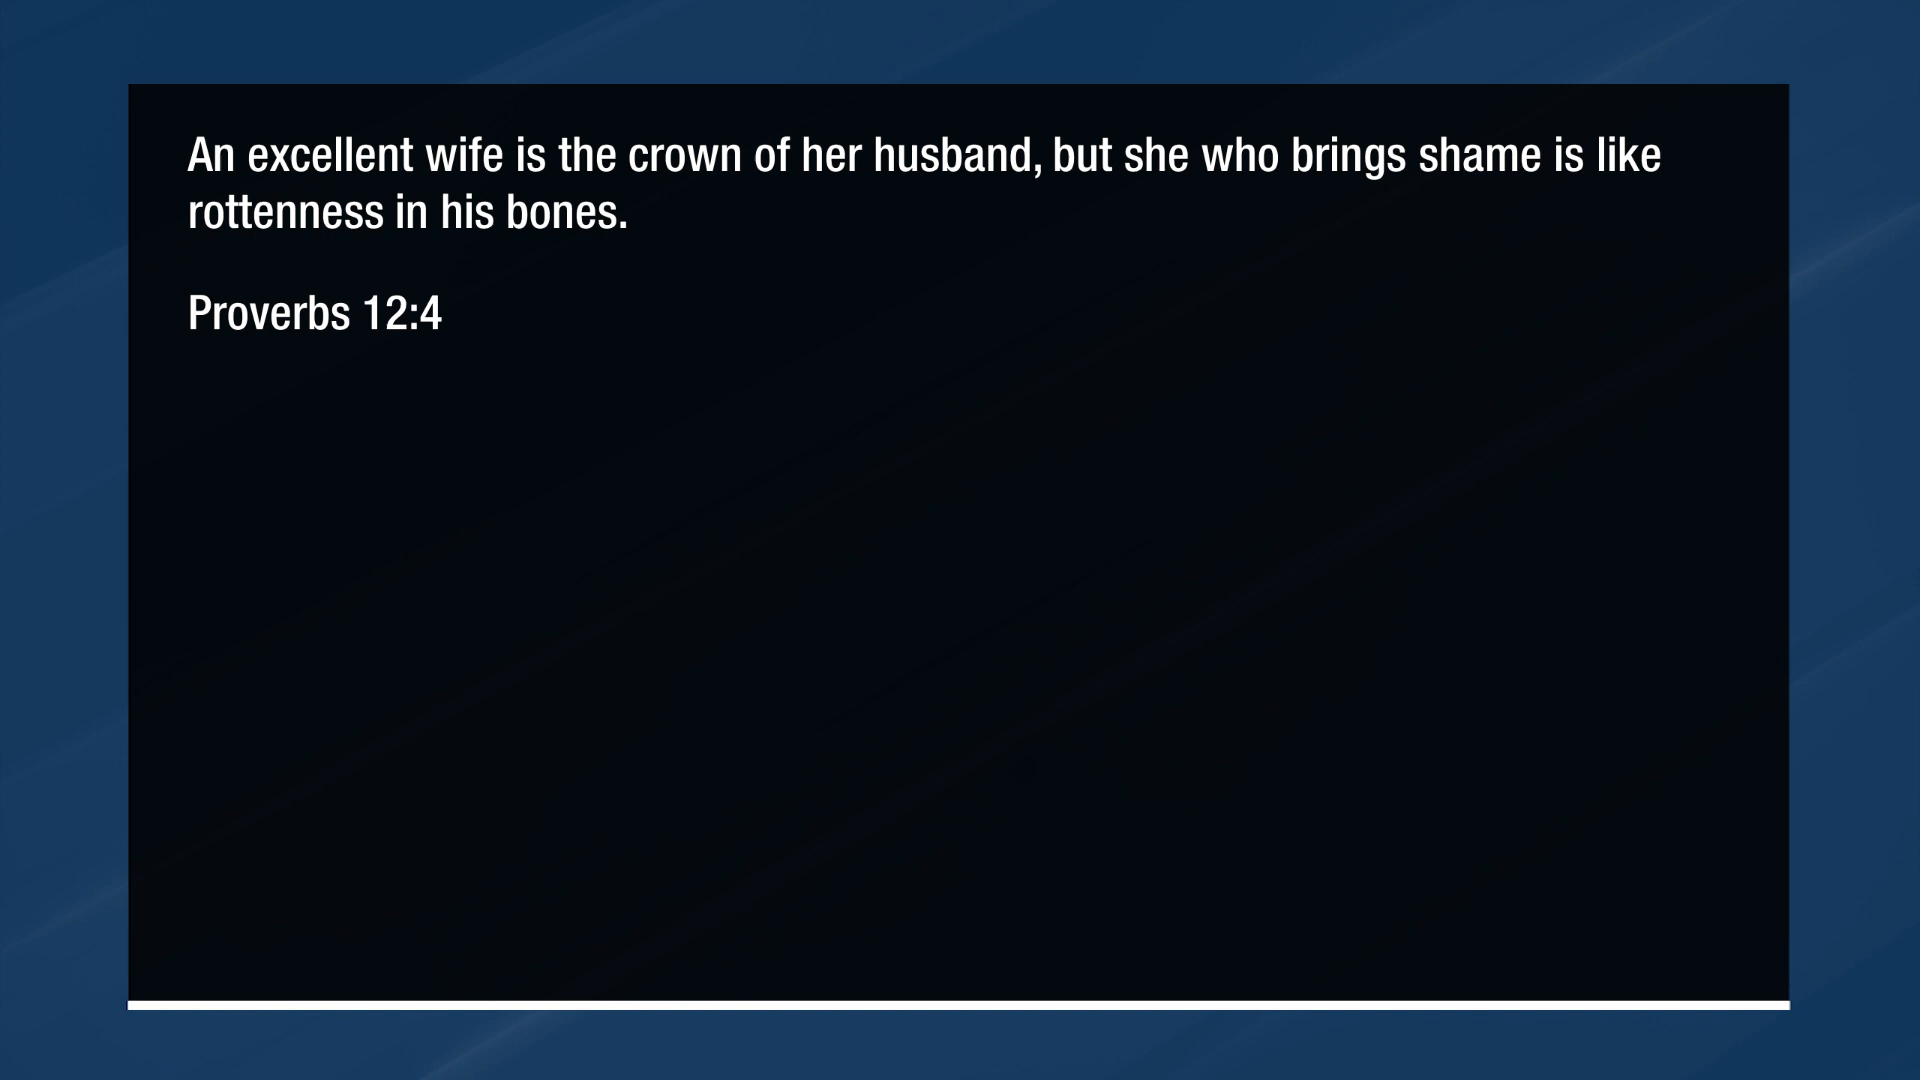 An excellent wife is the crown of her husband, but she who brings shame is like
rottenness in his bones.
Proverbs 12:4